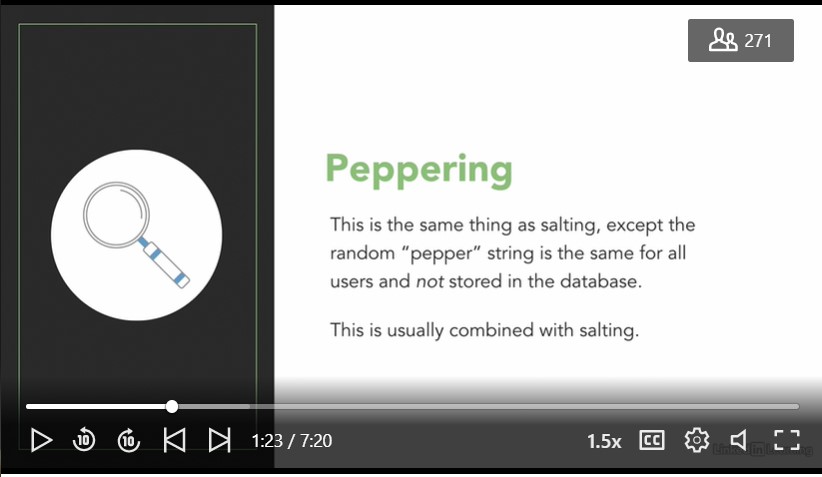 271
Peppering
This is the same thing as salting, except the
random “pepper” string is the same for all
users and not stored in the database.
This is usually combined with salting.
10
10
1:23 / 7:20
1.5x
CC